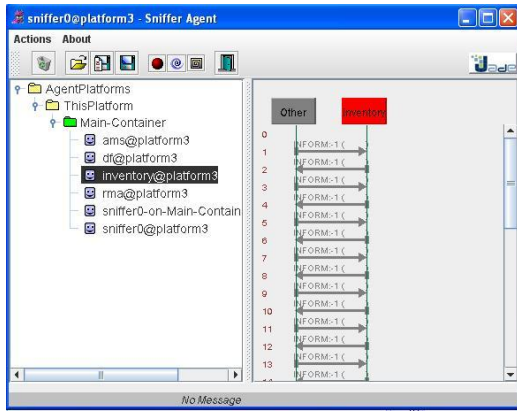 sniffer0@platform3 - Sniffer Agent
Actions About
Jade
AgentPlatforms
ThisPlatform
Main-Container
ams@platform3
df@platform3
inventory@platform3
rma@platform3
sniffer0-on-Main-Contain
sniffer0@platform3
Other inventory
0
INFORM:-1 (
1
INFORM:-1 (
2
INFORM:-1 (
3
INFORM:-1 (
4
INFORM:-1 (
5
INFORM:-1 (
6
INFORM:-1 (
7
INFORM:-1 (
8
INFORM:-1 (
9
INFORM:-1 (
10
INFORM:-1 (
11
INFORM:-1 (
12
INFORM:-1 (
13
INFORM:-1 (
No Message